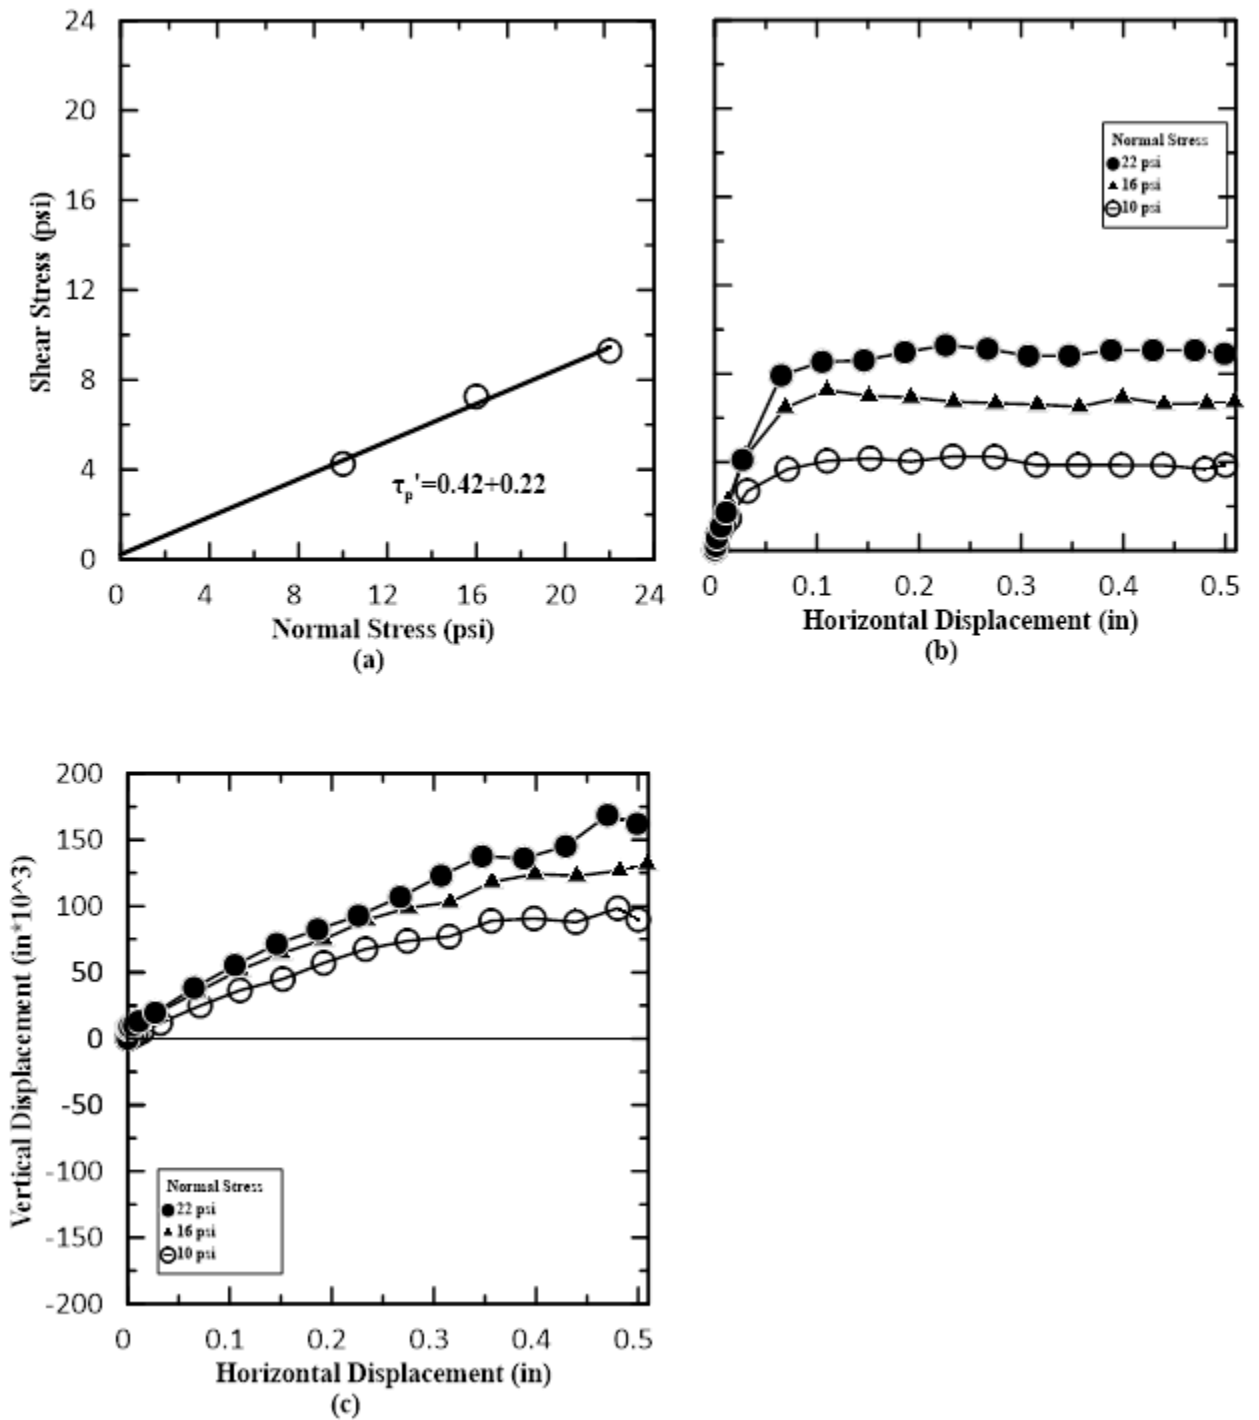 24
20
16
12
8
4
0
Shear Stress (psi)
τp'=0.42+0.22
0 4 8 12 16 20 24
Normal Stress (psi)
(a)
Normal Stress
22 psi
16 psi
10 psi
0 0.1 0.2 0.3 0.4 0.5
Horizontal Displacement (in)
(b)
200
150
100
50
0
-50
-100
-150
-200
Vertical Displacement (in*10^3)
Normal Stress
22 psi
16 psi
10 psi
0 0.1 0.2 0.3 0.4 0.5
Horizontal Displacement (in)
(c)